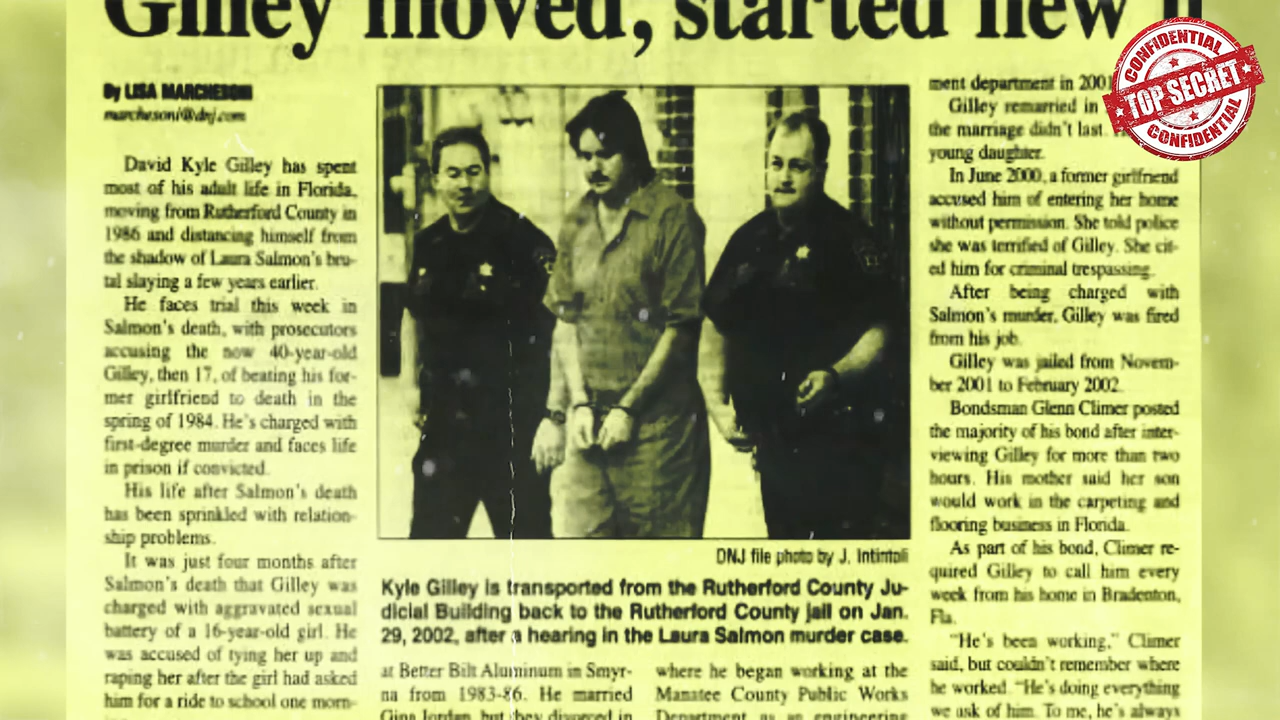 Gilley moved, started new
By LISA MARCHESONI
marchesoni@dnj.com
David Kyle Gilley has spent
most of his adult life in Florida,
moving from Rutherford County in
1986 and distancing himself from
the shadow of Laura Salmon's bru-
tal slaying a few years earlier.
He faces trial this week in
Salmon's death, with prosecutors
accusing the now 40-year-old
Gilley, then 17, of beating his for-
mer girlfriend to death in the
spring of 1984. He's charged with
first-degree murder and faces life
in prison if convicted.
His life after Salmon's death
has been sprinkled with relation-
ship problems.
It was just four months after
Salmon's death that Gilley was
charged with aggravated sexual
battery of a 16-year-old girl. He
was accused of tying her up and
raping her after the girl had asked
him for a ride to school one morn-
DNJ file photo by J. Intintoli
Kyle Gilley is transported from the Rutherford County Ju-
dicial Building back to the Rutherford County jail on Jan.
29, 2002, after a hearing in the Laura Salmon murder case.
at Better Bilt Aluminum in Smyr-
na from 1983-86. He married
Gina Jordan, but they divorced in
where he began working at the
Manatee County Public Works
Department as an engineering
ment department in 2001
Gilley remarried in
the marriage didn't last.
young daughter.
In June 2000, a former girlfriend
accused him of entering her home
without permission. She told police
she was terrified of Gilley. She cit-
ed him for criminal trespassing.
After being charged with
Salmon's murder, Gilley was fired
from his job.
Gilley was jailed from Novem-
ber 2001 to February 2002.
Bondsman Glenn Climer posted
the majority of his bond after inter-
viewing Gilley for more than two
hours. His mother said her son
would work in the carpeting and
flooring business in Florida.
As part of his bond, Climer re-
quired Gilley to call him every
week from his home in Bradenton,
Fla.
"He's been working," Climer
said, but couldn't remember where
he worked. "He's doing everything
we ask of him. To me, he's always
CONFIDENTIAL
TOP SECRET
CONFIDENTIAL